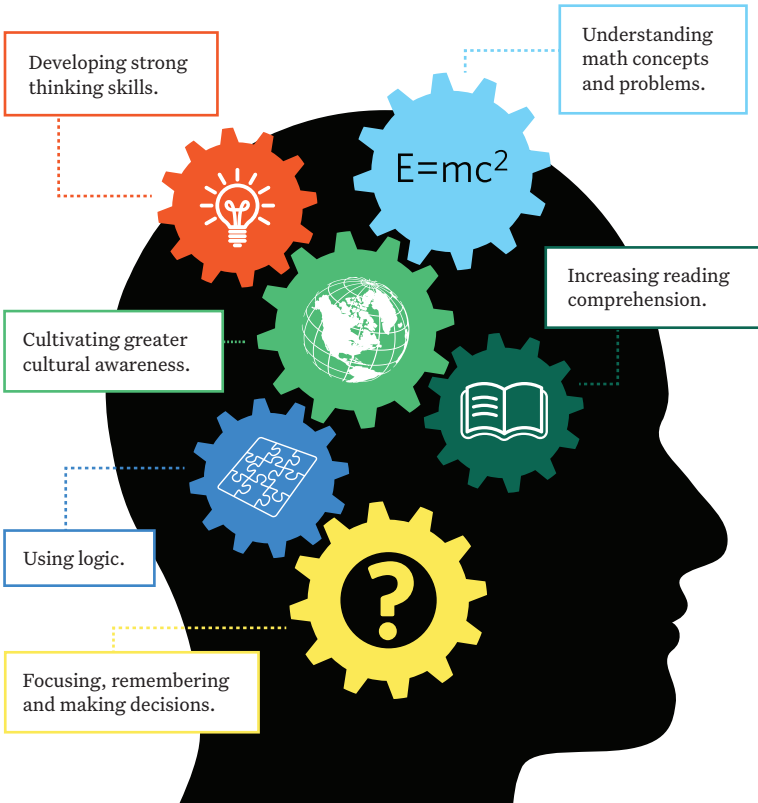 Developing strong
thinking skills.
Understanding
math concepts
and problems.
E=mc²
Increasing reading
comprehension.
Cultivating greater
cultural awareness.
Using logic.
?
Focusing, remembering
and making decisions.